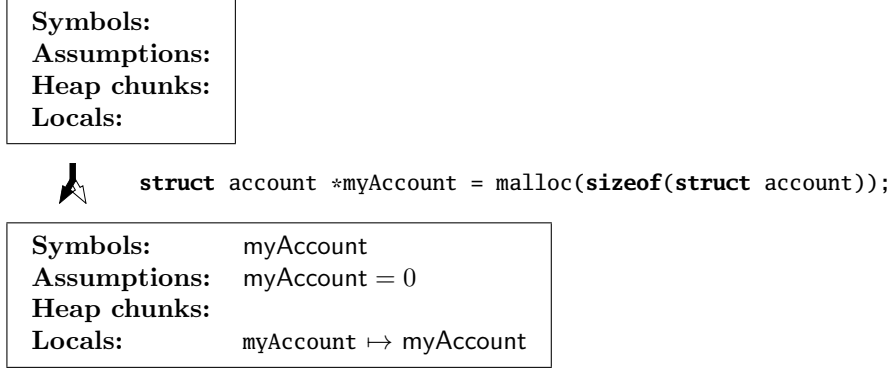 Symbols:
Assumptions:
Heap chunks:
Locals:
struct account *myAccount = malloc(sizeof(struct account));
Symbols: myAccount
Assumptions: myAccount = 0
Heap chunks:
Locals: myAccount ↦ myAccount